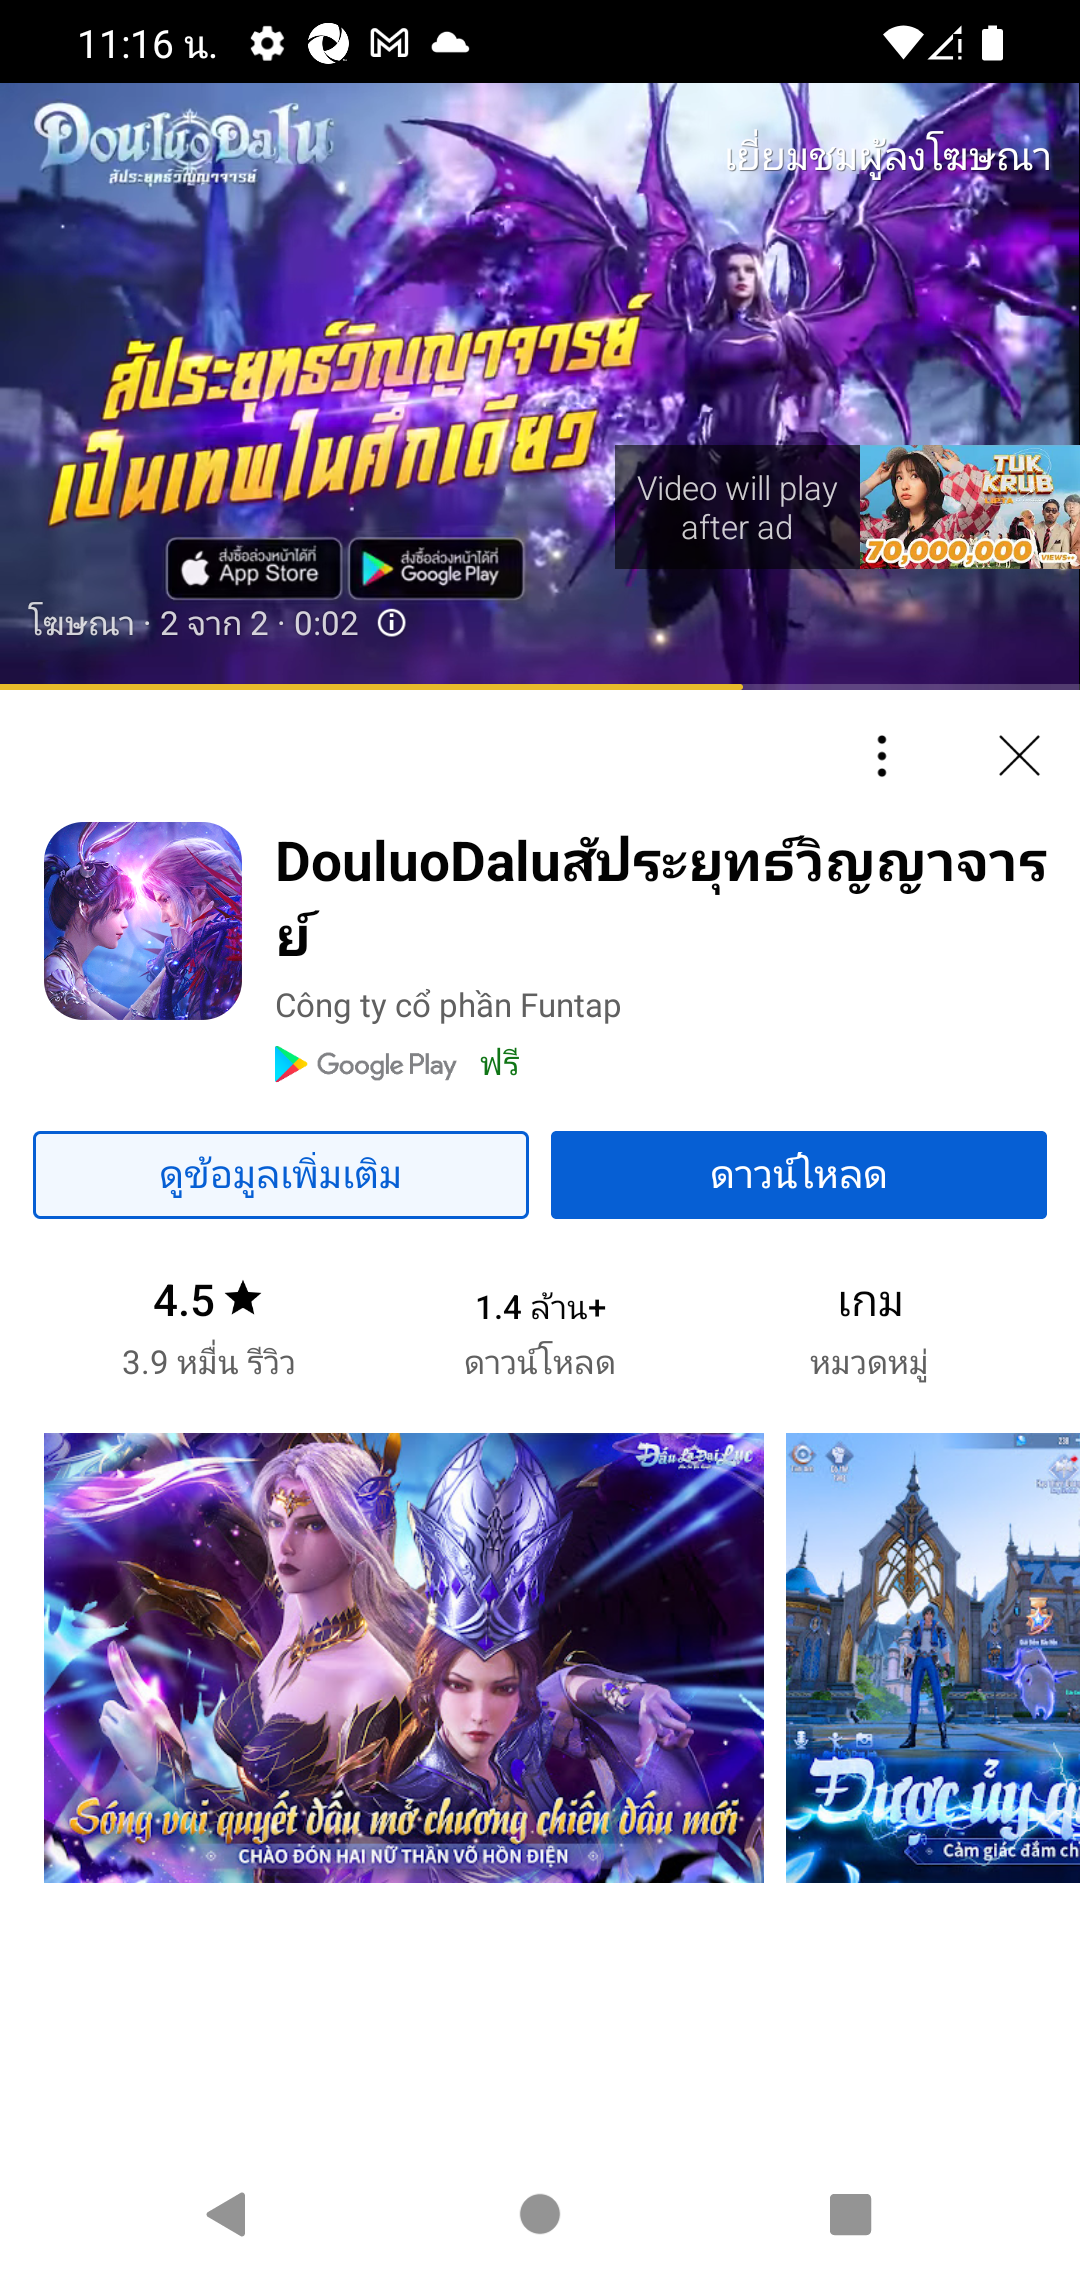 11:16 น.
DouluoDalu
สัประยุทธ์วิญญาจารย์
เยี่ยมชมผู้ลงโฆษณา
สัประยุทธ์วิญญาจารย์
เป็นเทพในศึกเดียว
Video will play
after ad
TUK
KRUB
70,000,000 VIEWS++
สั่งซื้อล่วงหน้าได้ที่
App Store
สั่งซื้อล่วงหน้าได้ที่
Google Play
โฆษณา · 2 จาก 2 · 0:02
DouluoDaluสัประยุทธ์วิญญาจาร
ย์
Công ty cổ phần Funtap
Google Play ฟรี
ดูข้อมูลเพิ่มเติม
ดาวน์โหลด
4.5 ★
3.9 หมื่น รีวิว
1.4 ล้าน+
ดาวน์โหลด
เกม
หมวดหมู่
Đấu La Đại Lục
Sóng vai quyết đấu mở chương chiến đấu mới
CHÀO ĐÓN HAI NỮ THẦN VÕ HỒN ĐIỆN
Được ủy q
Cảm giác đắm ch